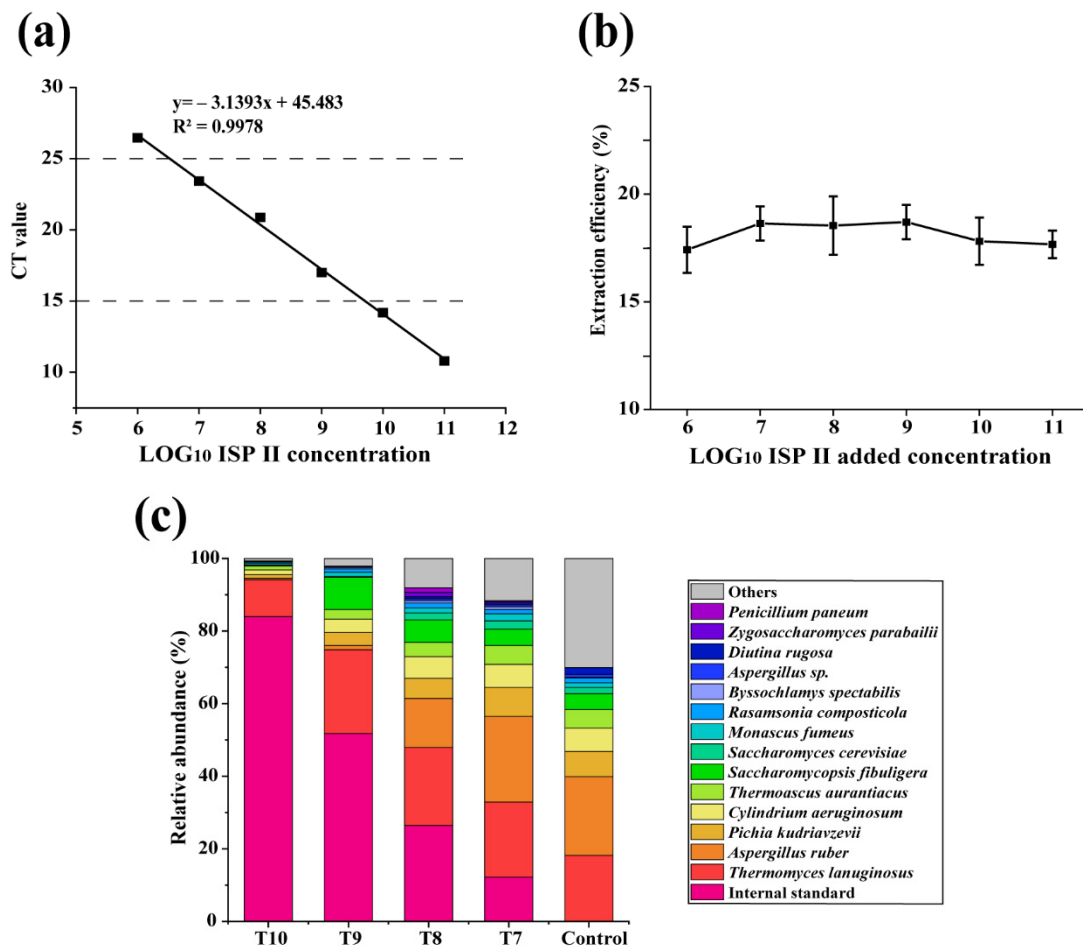 (a)
(b)
y= – 3.1393x + 45.483
R² = 0.9978
30
25
20
15
10
CT value
5 6 7 8 9 10 11 12
LOG₁₀ ISP II concentration
25
20
15
10
Extraction efficiency (%)
6 7 8 9 10 11
LOG₁₀ ISP II added concentration
(c)
100
80
60
40
20
0
Relative abundance (%)
T10 T9 T8 T7 Control
Others
Penicillium paneum
Zygosaccharomyces parabailii
Diutina rugosa
Aspergillus sp.
Byssochlamys spectabilis
Rasamsonia composticola
Monascus fumeus
Saccharomyces cerevisiae
Saccharomycopsis fibuligera
Thermoascus aurantiacus
Cylindrium aeruginosum
Pichia kudriavzevii
Aspergillus ruber
Thermomyces lanuginosus
Internal standard